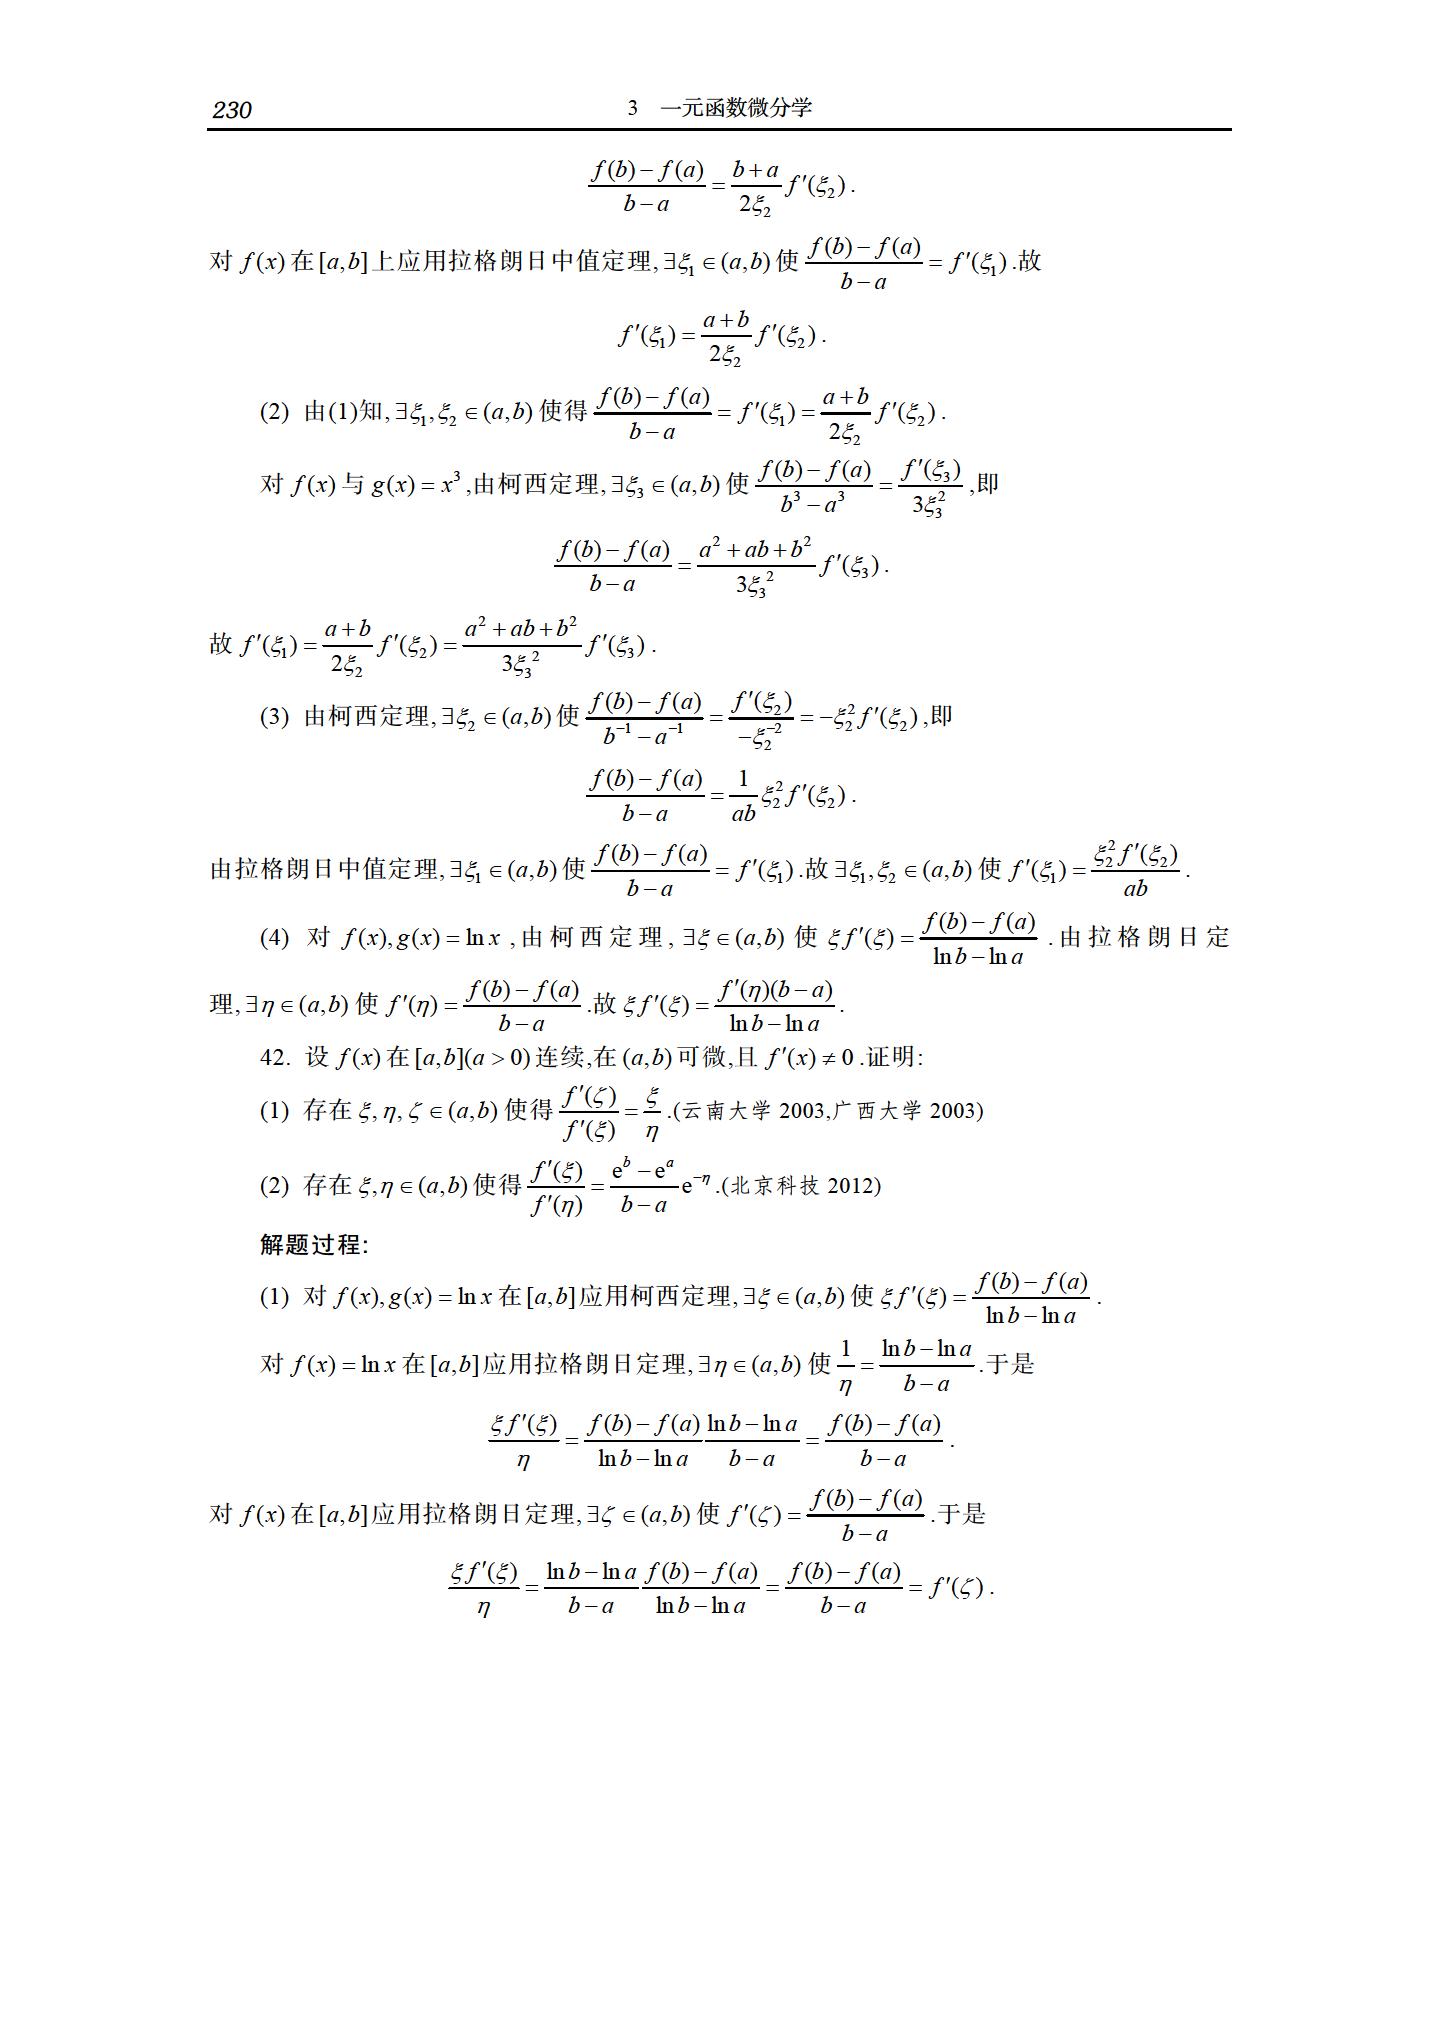 230 3 一元函数微分学
$\frac{f(b)-f(a)}{b-a}=\frac{b+a}{2\xi_2}f'(\xi_2)$.
对 $f(x)$ 在 $[a,b]$ 上应用拉格朗日中值定理,$\exists\xi_1\in(a,b)$ 使 $\frac{f(b)-f(a)}{b-a}=f'(\xi_1)$.故
$f'(\xi_1)=\frac{a+b}{2\xi_2}f'(\xi_2)$.
(2) 由(1)知,$\exists\xi_1,\xi_2\in(a,b)$ 使得 $\frac{f(b)-f(a)}{b-a}=f'(\xi_1)=\frac{a+b}{2\xi_2}f'(\xi_2)$.
对 $f(x)$ 与 $g(x)=x^3$,由柯西定理,$\exists\xi_3\in(a,b)$ 使 $\frac{f(b)-f(a)}{b^3-a^3}=\frac{f'(\xi_3)}{3\xi_3^2}$,即
$\frac{f(b)-f(a)}{b-a}=\frac{a^2+ab+b^2}{3\xi_3^2}f'(\xi_3)$.
故 $f'(\xi_1)=\frac{a+b}{2\xi_2}f'(\xi_2)=\frac{a^2+ab+b^2}{3\xi_3^2}f'(\xi_3)$.
(3) 由柯西定理,$\exists\xi_2\in(a,b)$ 使 $\frac{f(b)-f(a)}{b^{-1}-a^{-1}}=\frac{f'(\xi_2)}{-\xi_2^{-2}}=-\xi_2^2f'(\xi_2)$,即
$\frac{f(b)-f(a)}{b-a}=\frac{1}{ab}\xi_2^2f'(\xi_2)$.
由拉格朗日中值定理,$\exists\xi_1\in(a,b)$ 使 $\frac{f(b)-f(a)}{b-a}=f'(\xi_1)$.故 $\exists\xi_1,\xi_2\in(a,b)$ 使 $f'(\xi_1)=\frac{\xi_2^2f'(\xi_2)}{ab}$.
(4) 对 $f(x),g(x)=\ln x$,由柯西定理,$\exists\xi\in(a,b)$ 使 $\xi f'(\xi)=\frac{f(b)-f(a)}{\ln b-\ln a}$.由拉格朗日定
理,$\exists\eta\in(a,b)$ 使 $f'(\eta)=\frac{f(b)-f(a)}{b-a}$.故 $\xi f'(\xi)=\frac{f'(\eta)(b-a)}{\ln b-\ln a}$.
42. 设 $f(x)$ 在 $[a,b](a>0)$ 连续,在 $(a,b)$ 可微,且 $f'(x)\neq 0$.证明:
(1) 存在 $\xi,\eta,\zeta\in(a,b)$ 使得 $\frac{f'(\zeta)}{f'(\xi)}=\frac{\xi}{\eta}$.(云南大学 2003,广西大学 2003)
(2) 存在 $\xi,\eta\in(a,b)$ 使得 $\frac{f'(\xi)}{f'(\eta)}=\frac{e^b-e^a}{b-a}e^{-\eta}$.(北京科技 2012)
解题过程:
(1) 对 $f(x),g(x)=\ln x$ 在 $[a,b]$ 应用柯西定理,$\exists\xi\in(a,b)$ 使 $\xi f'(\xi)=\frac{f(b)-f(a)}{\ln b-\ln a}$.
对 $f(x)=\ln x$ 在 $[a,b]$ 应用拉格朗日定理,$\exists\eta\in(a,b)$ 使 $\frac{1}{\eta}=\frac{\ln b-\ln a}{b-a}$.于是
$\frac{\xi f'(\xi)}{\eta}=\frac{f(b)-f(a)}{\ln b-\ln a}\frac{\ln b-\ln a}{b-a}=\frac{f(b)-f(a)}{b-a}$.
对 $f(x)$ 在 $[a,b]$ 应用拉格朗日定理,$\exists\zeta\in(a,b)$ 使 $f'(\zeta)=\frac{f(b)-f(a)}{b-a}$.于是
$\frac{\xi f'(\xi)}{\eta}=\frac{\ln b-\ln a}{b-a}\frac{f(b)-f(a)}{\ln b-\ln a}=\frac{f(b)-f(a)}{b-a}=f'(\zeta)$.